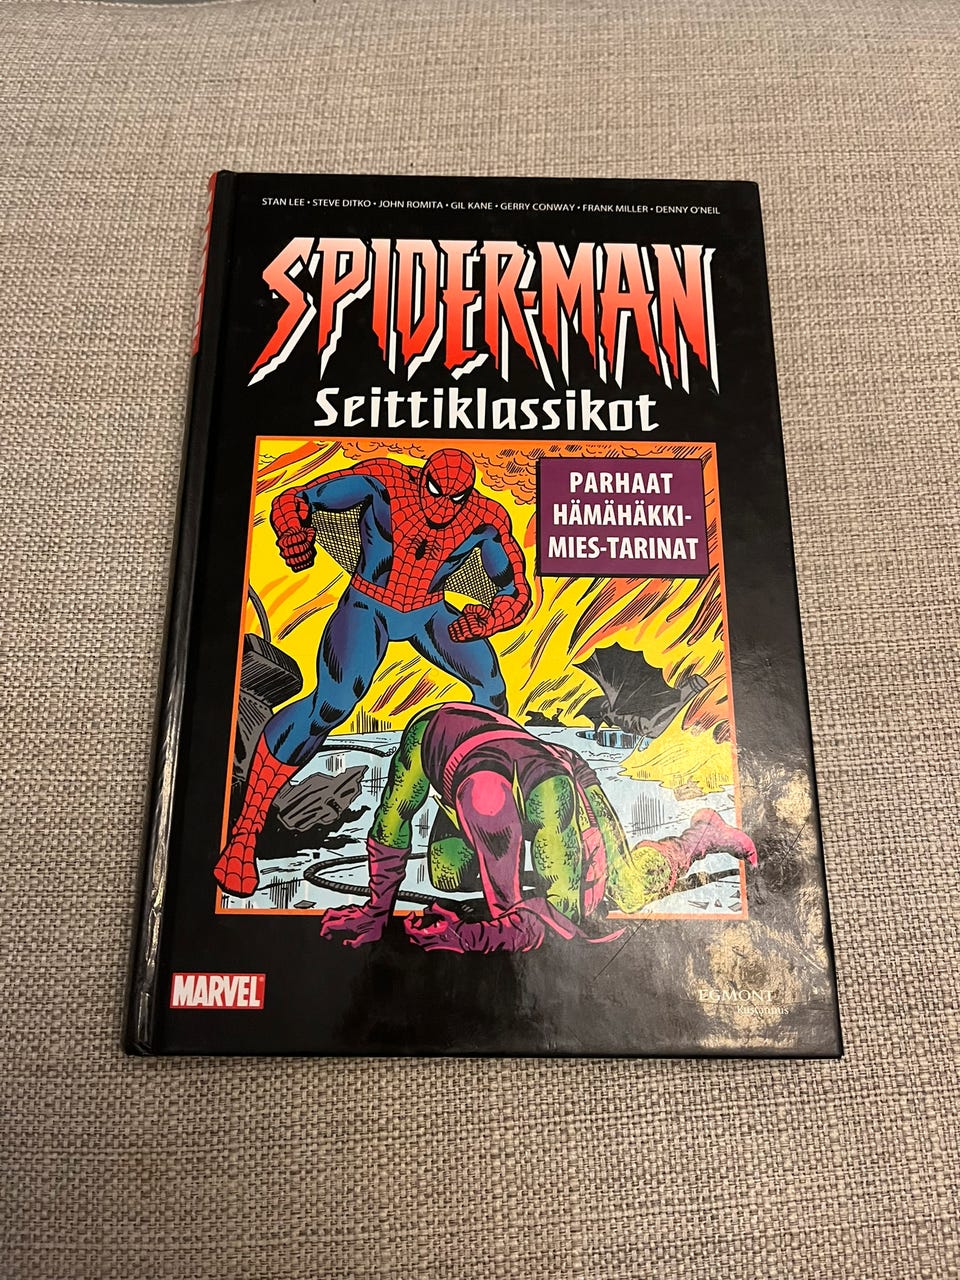 STAN LEE • STEVE DITKO • JOHN ROMITA • GIL KANE • GERRY CONWAY • FRANK MILLER • DENNY O'NEIL
SPIDER-MAN
Seittiklassikot
PARHAAT
HÄMÄHÄKKI-
MIES-TARINAT
MARVEL
EGMONT
kustannus